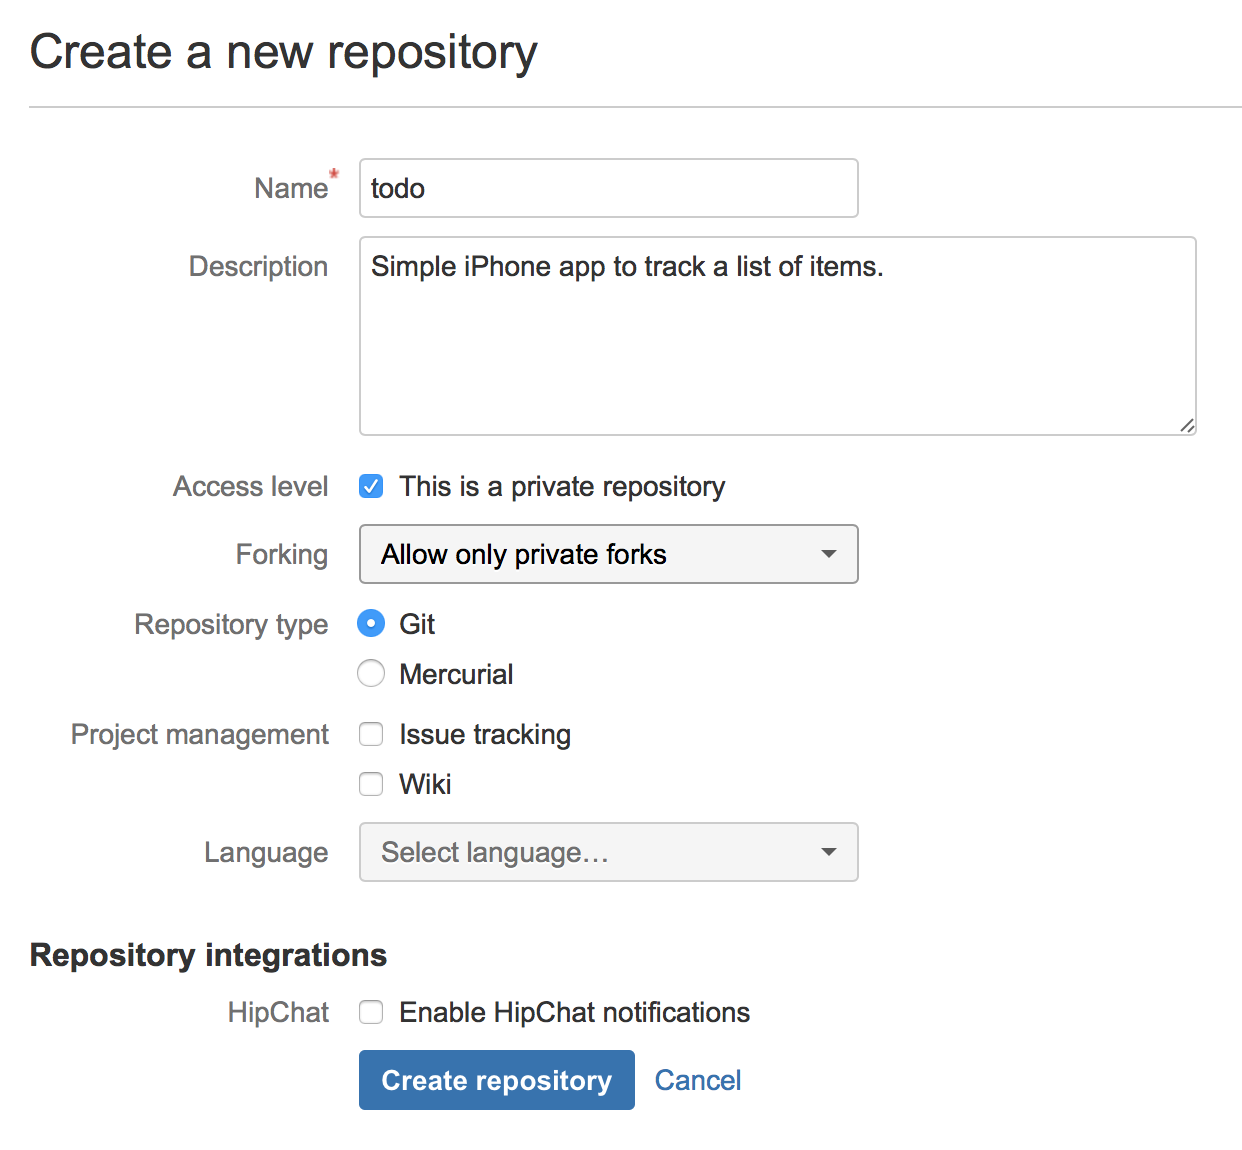 Create a new repository
Name*
todo
Description
Simple iPhone app to track a list of items.
Access level
This is a private repository
Forking
Allow only private forks
Repository type
Git
Mercurial
Project management
Issue tracking
Wiki
Language
Select language…
Repository integrations
HipChat
Enable HipChat notifications
Create repository
Cancel